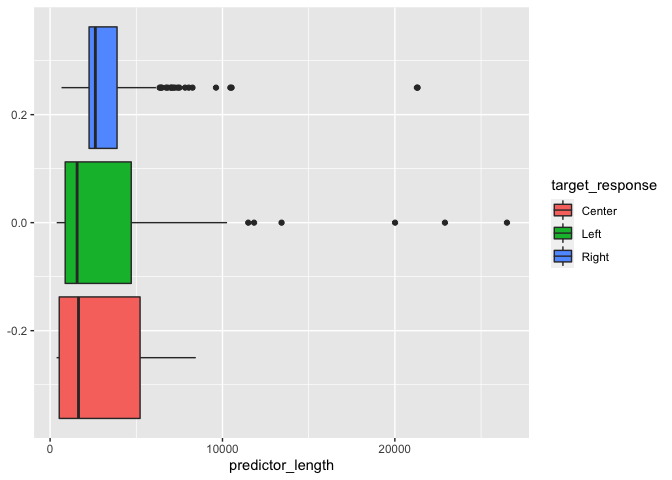 0.2
0.0
-0.2
0
10000
20000
predictor_length
target_response
Center
Left
Right